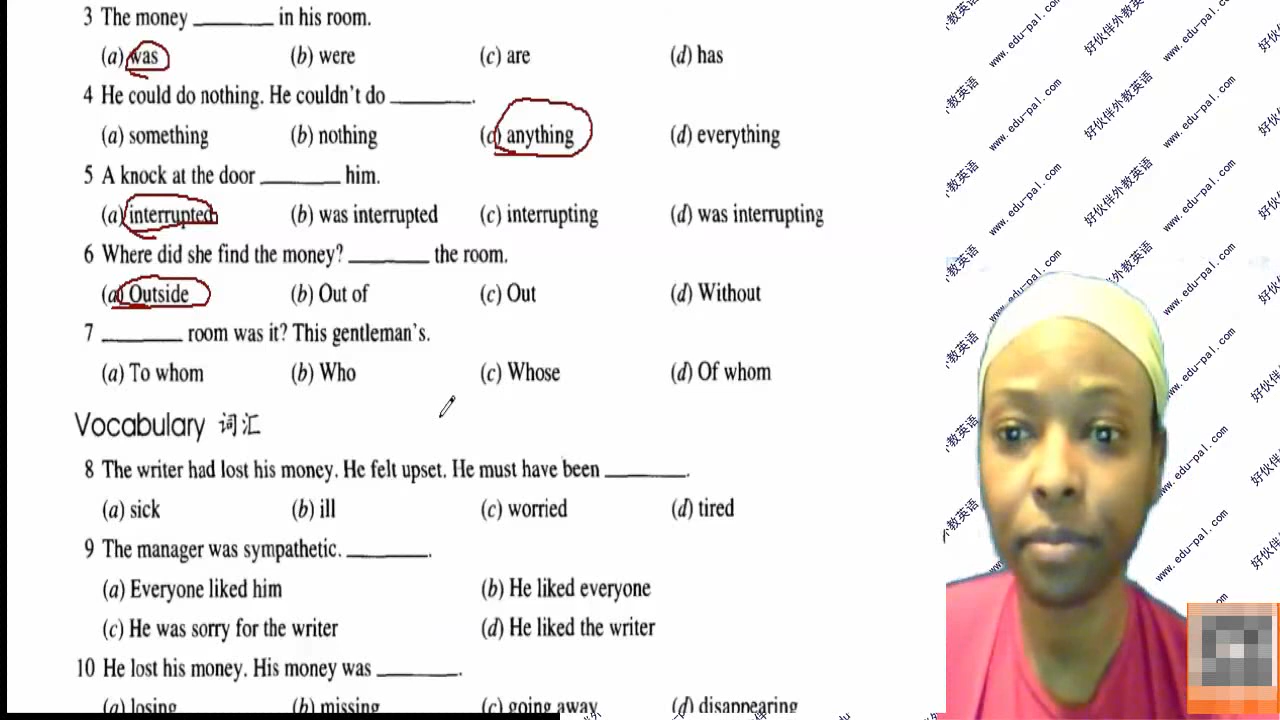 3 The money ________ in his room.
(a) was (b) were (c) are (d) has
4 He could do nothing. He couldn't do ________.
(a) something (b) nothing (c) anything (d) everything
5 A knock at the door ________ him.
(a) interrupted (b) was interrupted (c) interrupting (d) was interrupting
6 Where did she find the money? ________ the room.
(a) Outside (b) Out of (c) Out (d) Without
7 ________ room was it? This gentleman's.
(a) To whom (b) Who (c) Whose (d) Of whom
Vocabulary 词汇
8 The writer had lost his money. He felt upset. He must have been ________.
(a) sick (b) ill (c) worried (d) tired
9 The manager was sympathetic. ________.
(a) Everyone liked him (b) He liked everyone
(c) He was sorry for the writer (d) He liked the writer
10 He lost his money. His money was ________.
(a) losing (b) missing (c) going away (d) disappearing
www.edu-pal.com
好伙伴外教英语